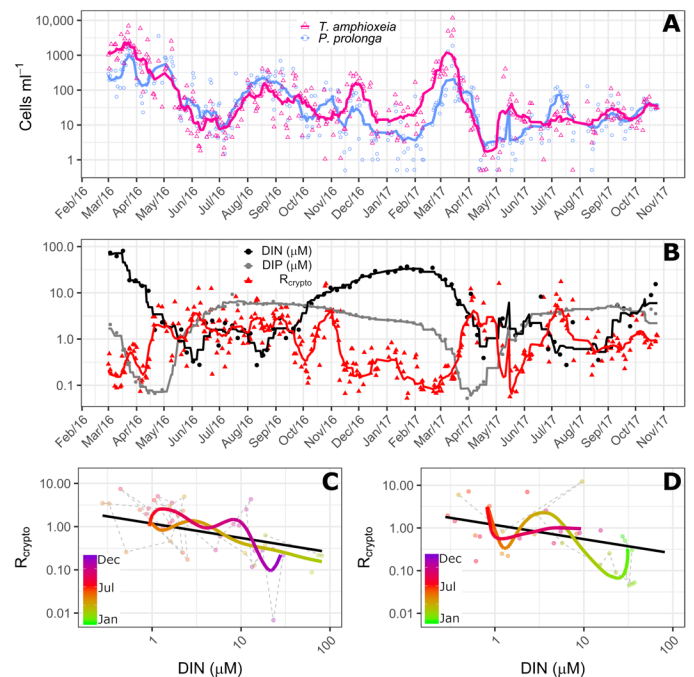 A
T. amphioxeia
P. prolonga
Cells ml⁻¹
10,000
1,000
100
10
1
Feb/16
Mar/16
Apr/16
May/16
Jun/16
Jul/16
Aug/16
Sep/16
Oct/16
Nov/16
Dec/16
Jan/17
Feb/17
Mar/17
Apr/17
May/17
Jun/17
Jul/17
Aug/17
Sep/17
Oct/17
Nov/17
B
DIN (µM)
DIP (µM)
Rcrypto
100.0
10.0
1.0
0.1
Feb/16
Mar/16
Apr/16
May/16
Jun/16
Jul/16
Aug/16
Sep/16
Oct/16
Nov/16
Dec/16
Jan/17
Feb/17
Mar/17
Apr/17
May/17
Jun/17
Jul/17
Aug/17
Sep/17
Oct/17
Nov/17
C
Rcrypto
10.00
1.00
0.10
0.01
Dec
Jul
Jan
1
10
100
DIN (µM)
D
Rcrypto
10.00
1.00
0.10
0.01
Dec
Jul
Jan
1
10
100
DIN (µM)